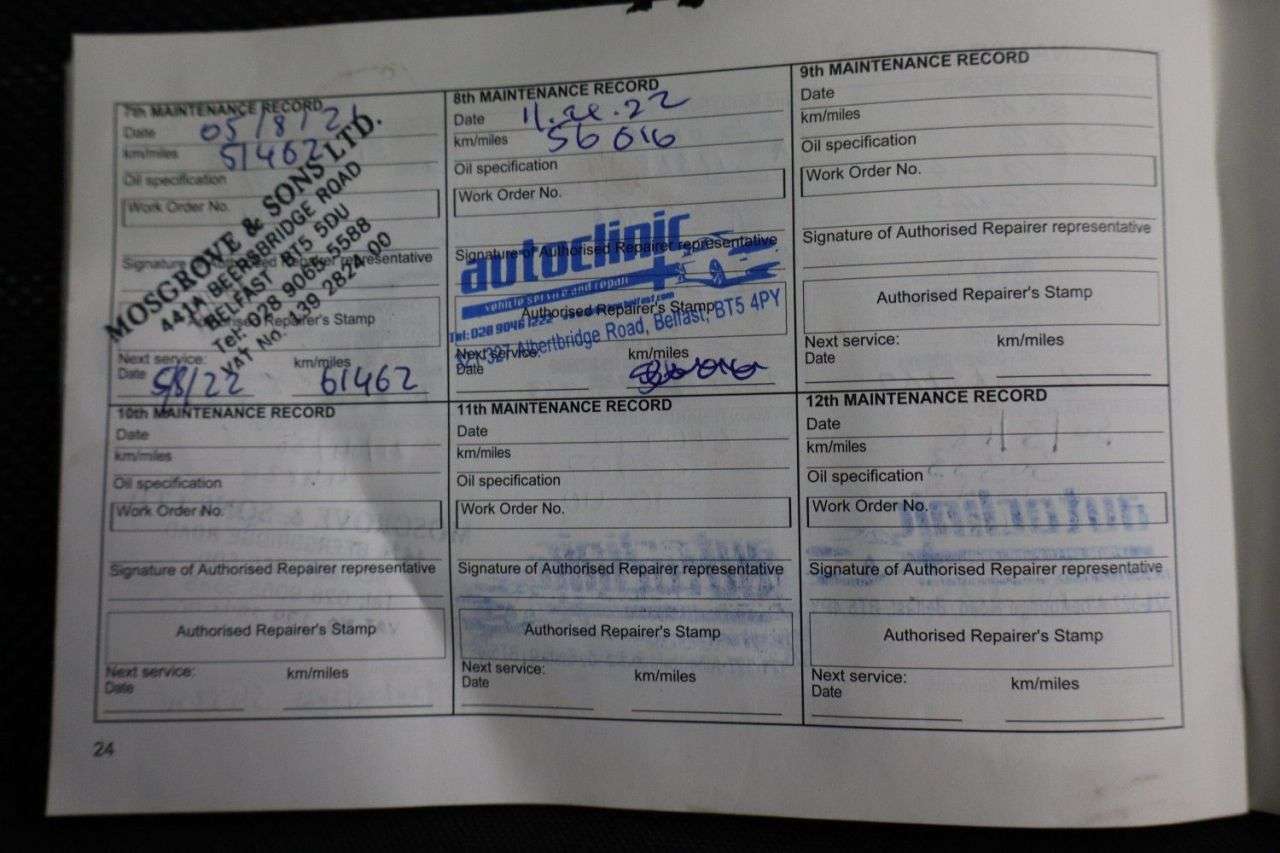 7th MAINTENANCE RECORD
Date 05/8/21
km/miles 51462
Oil specification
Work Order No.
Signature of Authorised Repairer representative
Authorised Repairer's Stamp
MOSGROVE & SONS LTD.
441A BEERSBRIDGE ROAD
BELFAST BT5 5DU
Tel: 028 9065 5588
VAT No. 439 2824 00
Next service: km/miles
Date 5/8/22 61462
8th MAINTENANCE RECORD
Date 11. .22
km/miles 56016
Oil specification
Work Order No.
Signature of Authorised Repairer representative
autoclinic
vehicle service and repair
Authorised Repairer's Stamp
Tel: 028 9046 1222
327 Albertbridge Road, Belfast, BT5 4PY
Next service: km/miles
Date
9th MAINTENANCE RECORD
Date
km/miles
Oil specification
Work Order No.
Signature of Authorised Repairer representative
Authorised Repairer's Stamp
Next service: km/miles
Date
10th MAINTENANCE RECORD
Date
km/miles
Oil specification
Work Order No.
Signature of Authorised Repairer representative
Authorised Repairer's Stamp
Next service: km/miles
Date
11th MAINTENANCE RECORD
Date
km/miles
Oil specification
Work Order No.
Signature of Authorised Repairer representative
Authorised Repairer's Stamp
Next service: km/miles
Date
12th MAINTENANCE RECORD
Date
km/miles
Oil specification
Work Order No.
Signature of Authorised Repairer representative
Authorised Repairer's Stamp
Next service: km/miles
Date
24